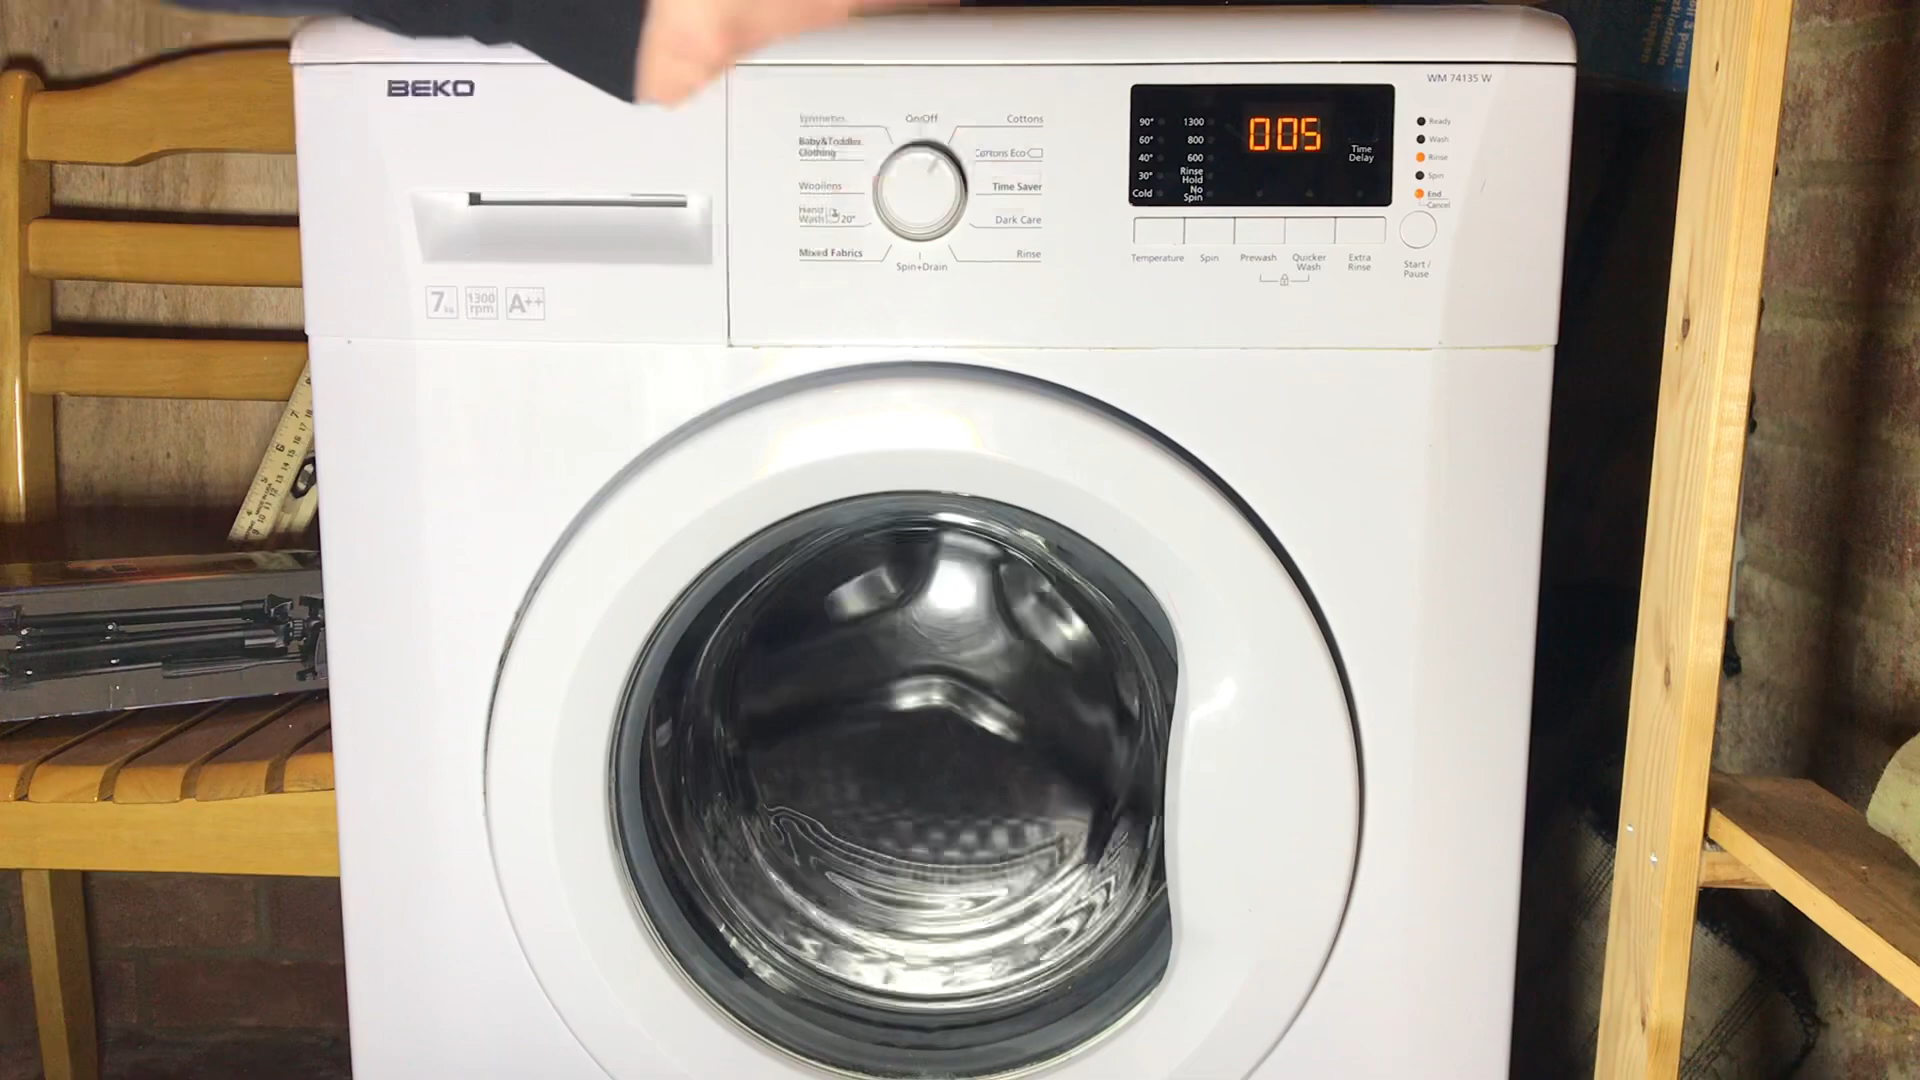 BEKO
WM 74135 W
On/Off
Cottons
Baby&Toddler
Clothing
Cottons Eco
Woollens
Time Saver
Hand
Wash 20°
Dark Care
Mixed Fabrics
Rinse
Spin+Drain
90° 1300
60° 800
40° 600
30° Rinse
Hold
Cold No
Spin
005
Time
Delay
Ready
Wash
Rinse
Spin
End
Cancel
Temperature Spin Prewash Quicker
Wash Extra
Rinse
Start /
Pause
7 kg
1300
rpm
A++